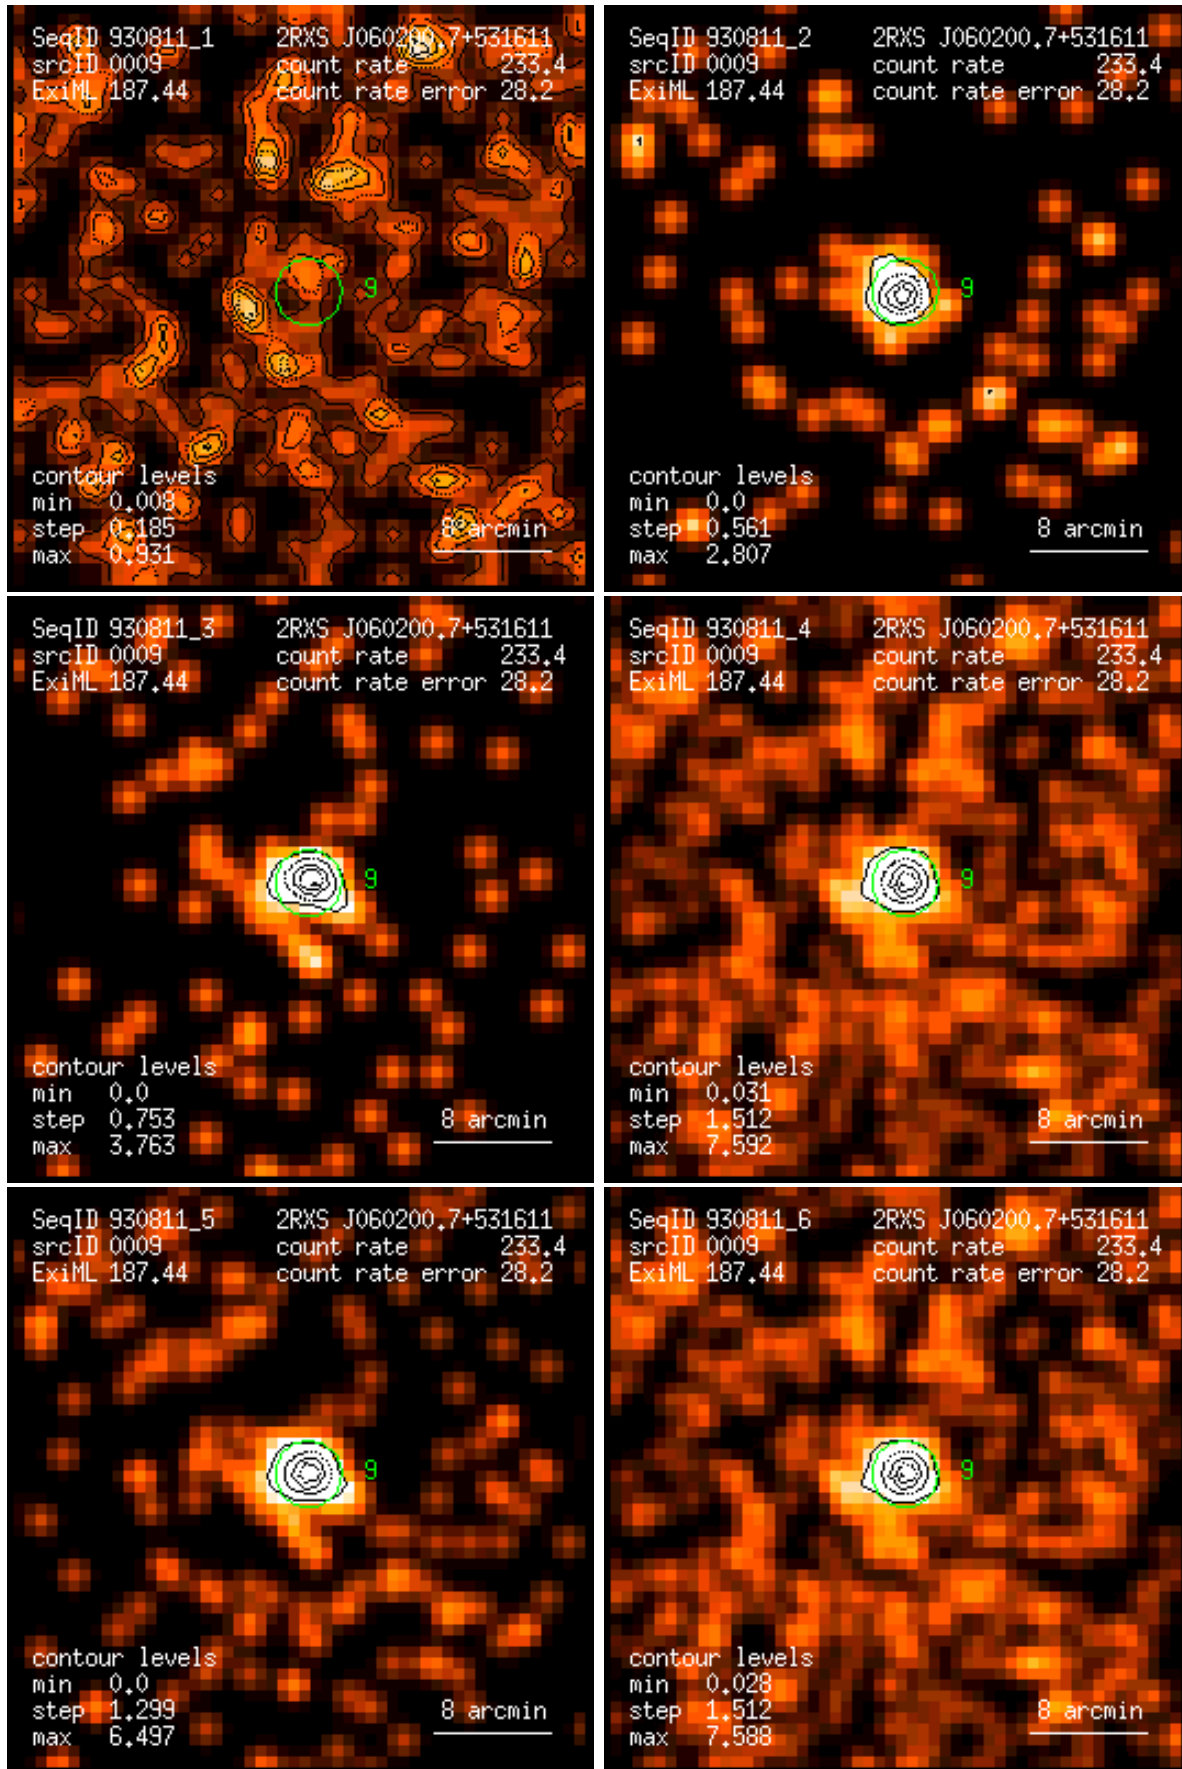 SeqID 930811_1 2RXS J060200.7+531611
srcID 0009 count rate 233.4
ExiML 187.44 count rate error 28.2
9
contour levels
min 0.008
step 0.185 8 arcmin
max 0.931
SeqID 930811_2 2RXS J060200.7+531611
srcID 0009 count rate 233.4
ExiML 187.44 count rate error 28.2
9
contour levels
min 0.0
step 0.561 8 arcmin
max 2.807
SeqID 930811_3 2RXS J060200.7+531611
srcID 0009 count rate 233.4
ExiML 187.44 count rate error 28.2
9
contour levels
min 0.0
step 0.753 8 arcmin
max 3.763
SeqID 930811_4 2RXS J060200.7+531611
srcID 0009 count rate 233.4
ExiML 187.44 count rate error 28.2
9
contour levels
min 0.031
step 1.512 8 arcmin
max 7.592
SeqID 930811_5 2RXS J060200.7+531611
srcID 0009 count rate 233.4
ExiML 187.44 count rate error 28.2
9
contour levels
min 0.0
step 1.299 8 arcmin
max 6.497
SeqID 930811_6 2RXS J060200.7+531611
srcID 0009 count rate 233.4
ExiML 187.44 count rate error 28.2
9
contour levels
min 0.028
step 1.512 8 arcmin
max 7.588